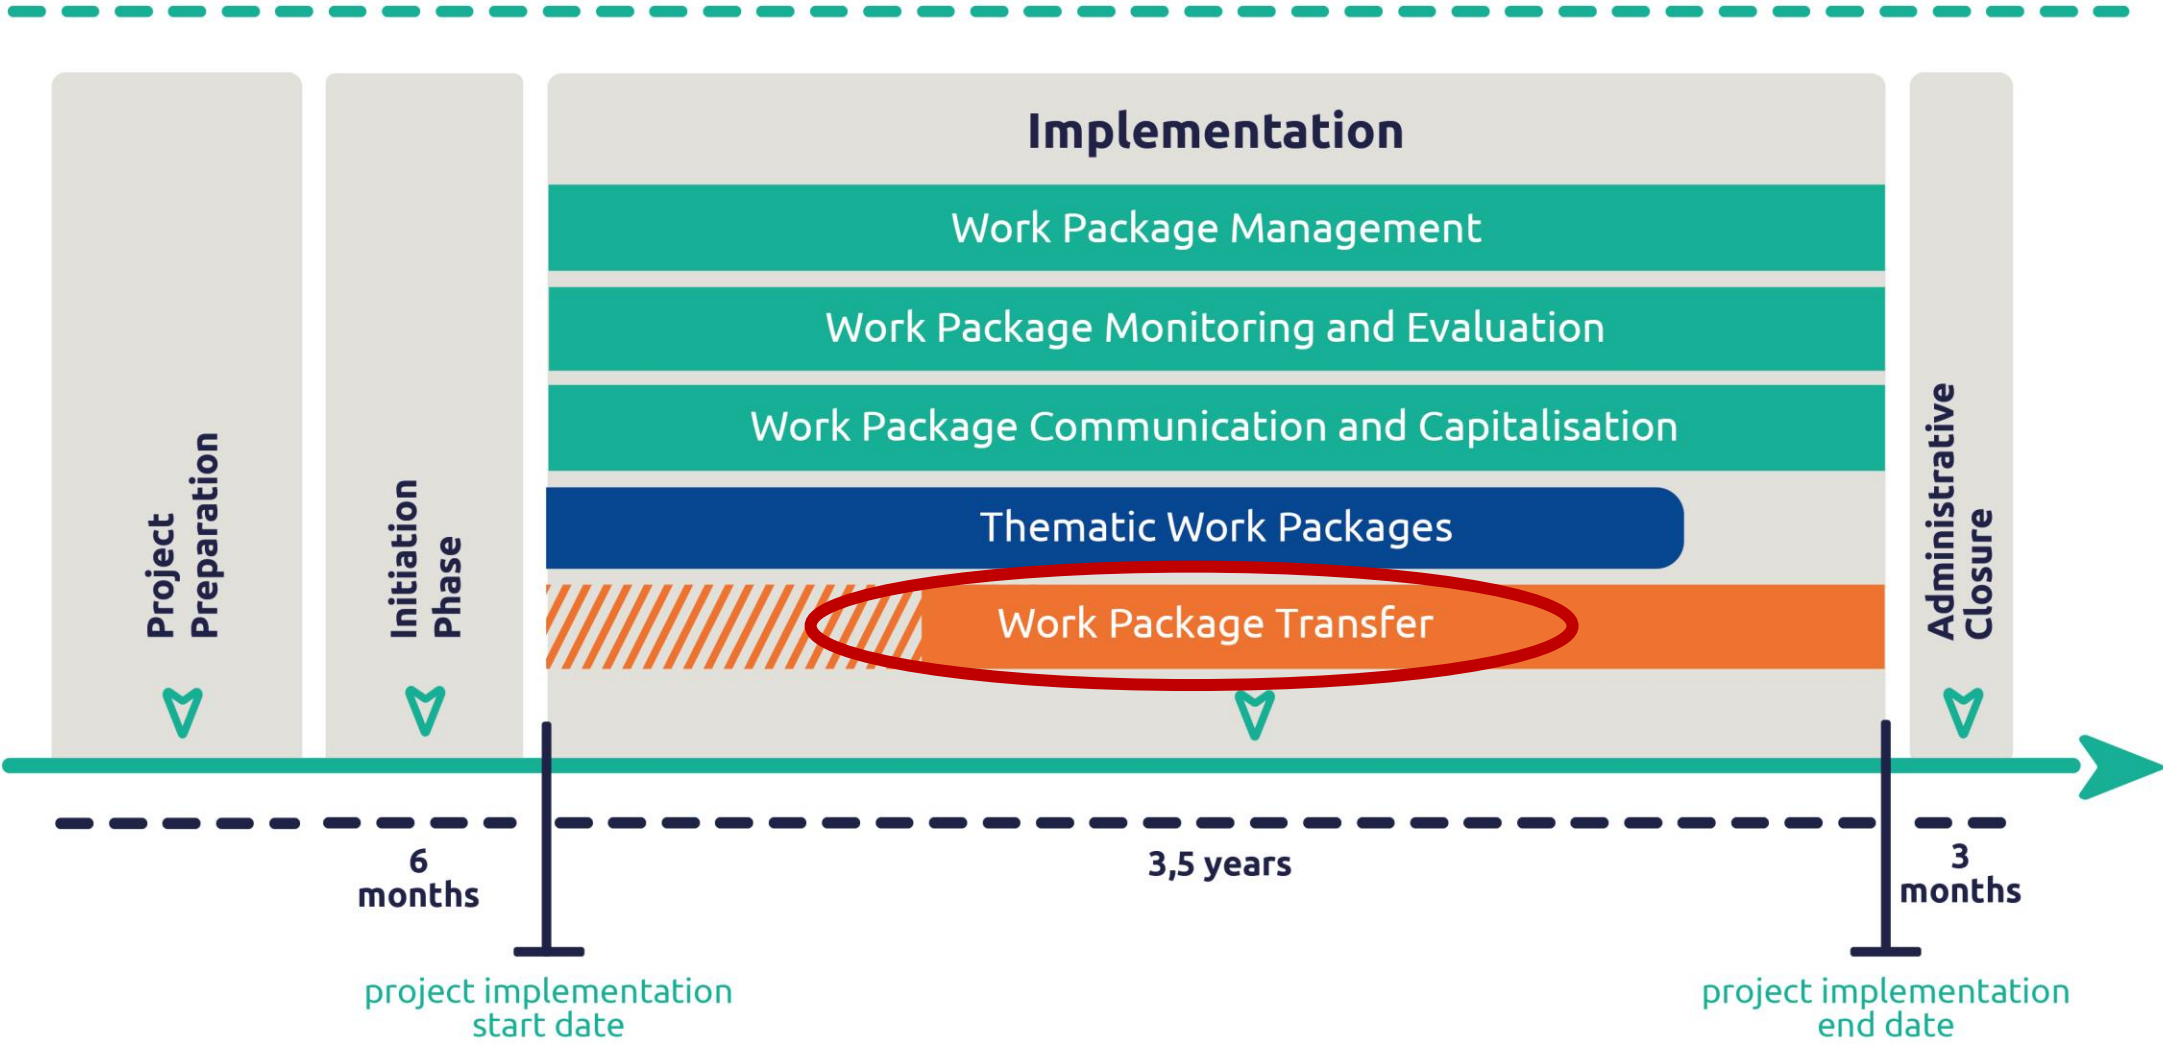 Implementation
Work Package Management
Work Package Monitoring and Evaluation
Work Package Communication and Capitalisation
Thematic Work Packages
Work Package Transfer
Project
Preparation
Initiation
Phase
Administrative
Closure
6
months
3,5 years
3
months
project implementation
start date
project implementation
end date